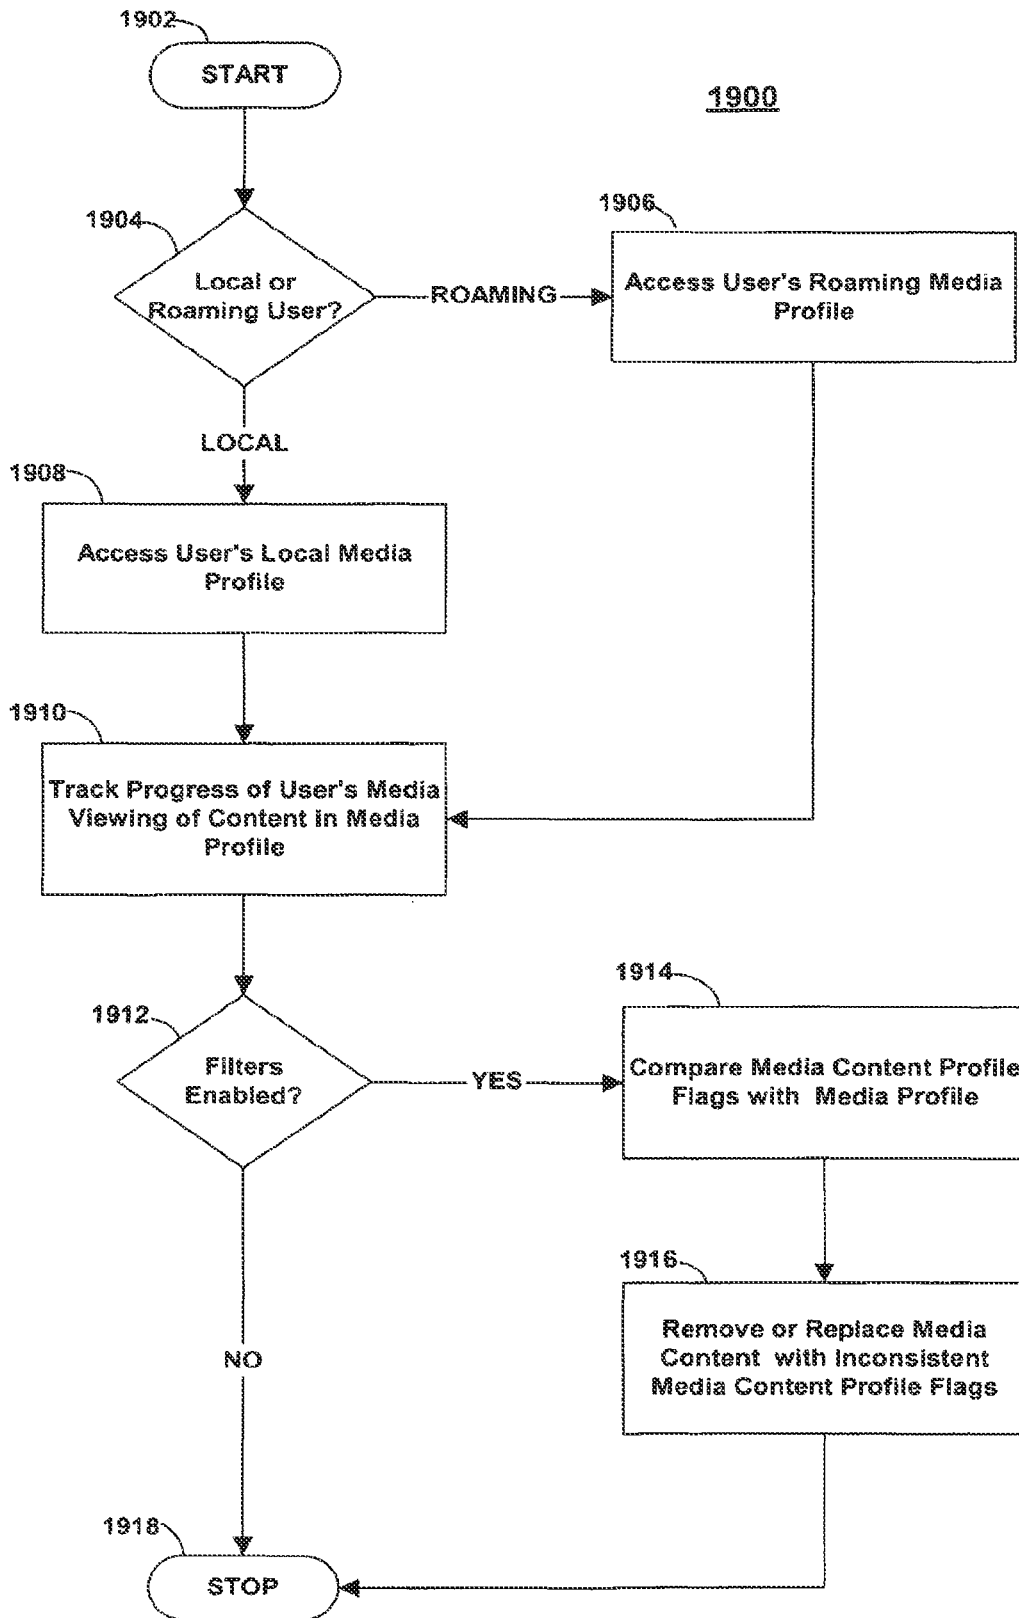 1902
START
1900
1904
Local or
Roaming User?
ROAMING
1906
Access User's Roaming Media
Profile
LOCAL
1908
Access User's Local Media
Profile
1910
Track Progress of User's Media
Viewing of Content in Media
Profile
1912
Filters
Enabled?
YES
1914
Compare Media Content Profile
Flags with Media Profile
1916
Remove or Replace Media
Content with Inconsistent
Media Content Profile Flags
NO
1918
STOP